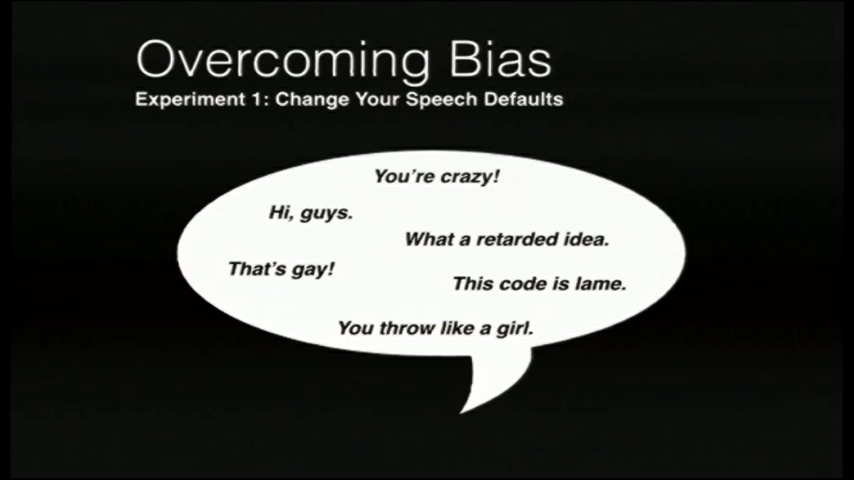 Overcoming Bias
Experiment 1: Change Your Speech Defaults
You're crazy!
Hi, guys.
What a retarded idea.
That's gay!
This code is lame.
You throw like a girl.